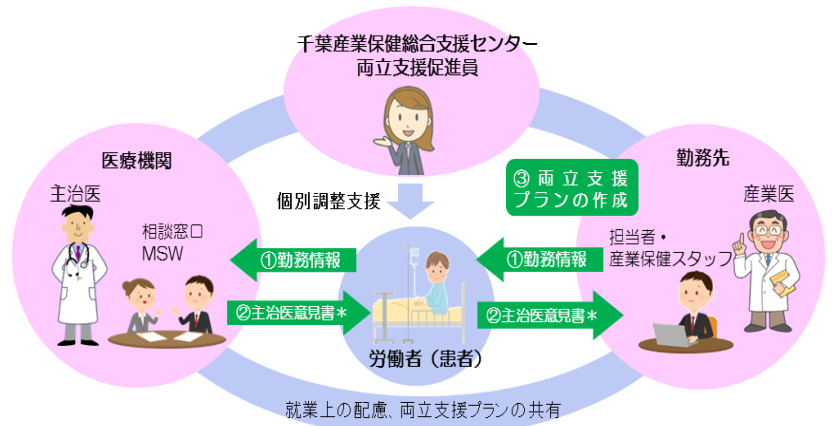 千葉産業保健総合支援センター
両立支援促進員
医療機関
主治医
相談窓口
MSW
個別調整支援
③両立支援
プランの作成
勤務先
産業医
担当者・
産業保健スタッフ
①勤務情報
①勤務情報
②主治医意見書＊
②主治医意見書＊
労働者（患者）
就業上の配慮、両立支援プランの共有